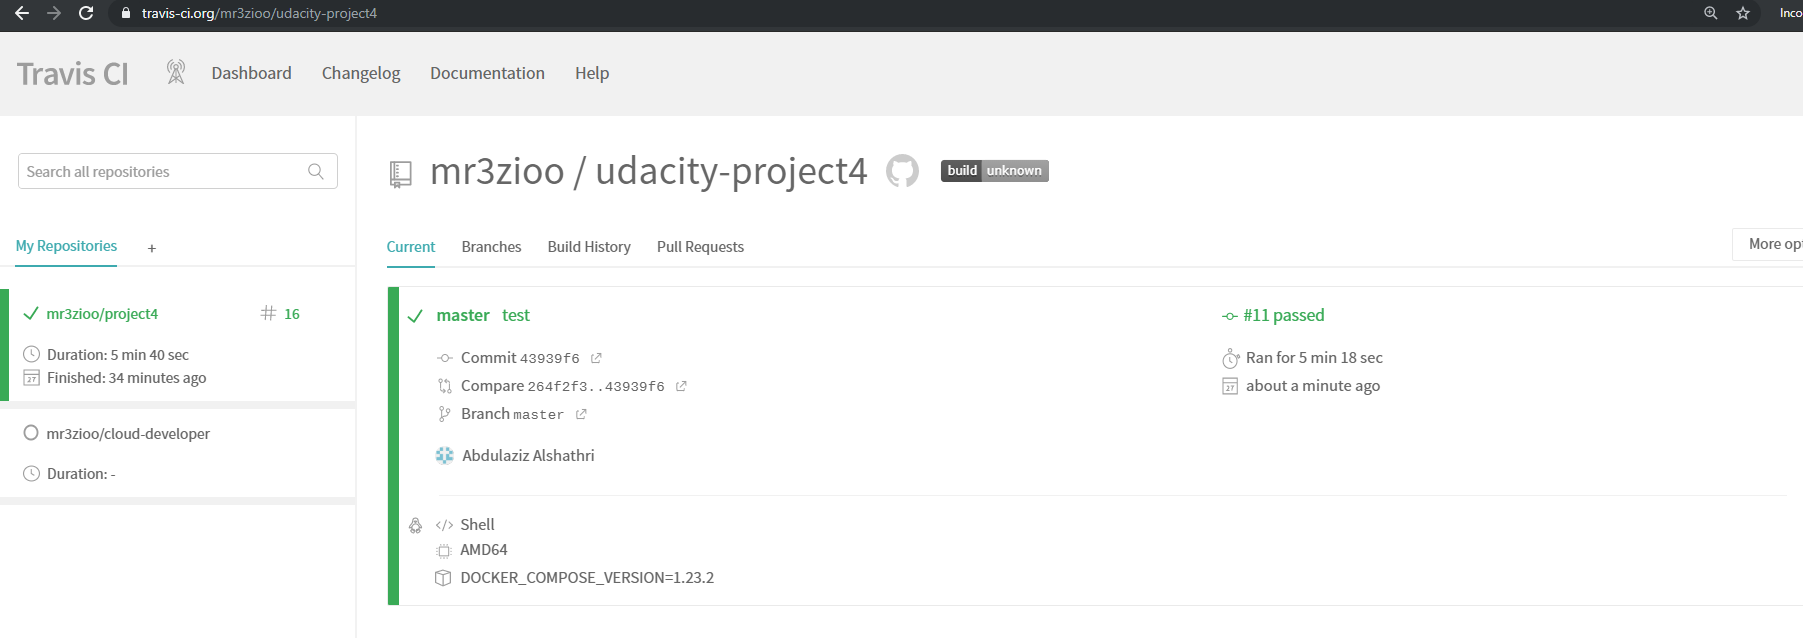 travis-ci.org/mr3zioo/udacity-project4
Inco
Travis CI
Dashboard
Changelog
Documentation
Help
Search all repositories
My Repositories
+
mr3zioo/project4
16
Duration: 5 min 40 sec
27
Finished: 34 minutes ago
mr3zioo/cloud-developer
Duration: -
mr3zioo / udacity-project4
build unknown
Current
Branches
Build History
Pull Requests
More opt
master test
#11 passed
Commit 43939f6
Ran for 5 min 18 sec
Compare 264f2f3..43939f6
27
about a minute ago
Branch master
Abdulaziz Alshathri
</> Shell
AMD64
DOCKER_COMPOSE_VERSION=1.23.2